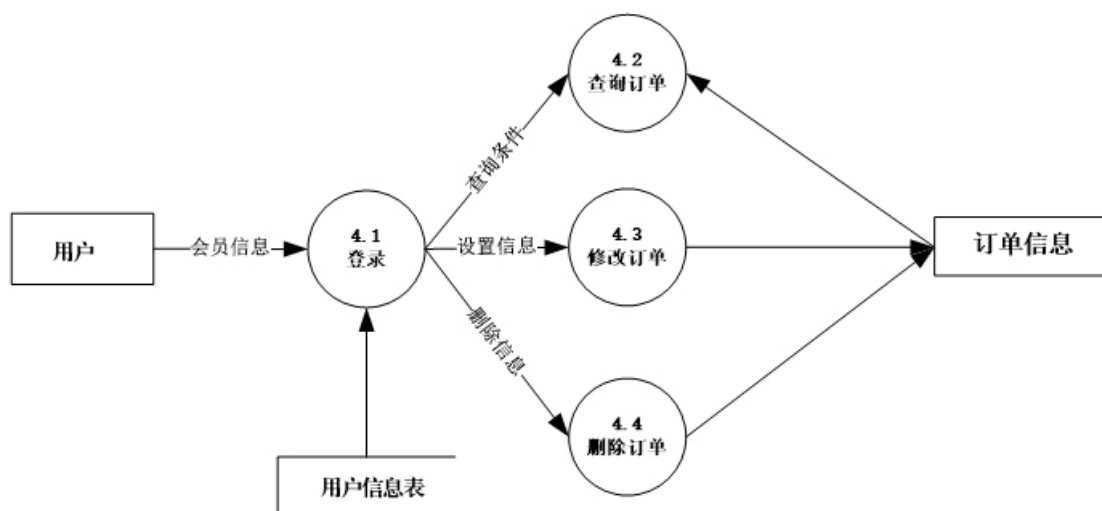 4.2
查询订单
查询条件
用户
会员信息
4.1
登录
设置信息
4.3
修改订单
订单信息
删除信息
4.4
删除订单
用户信息表